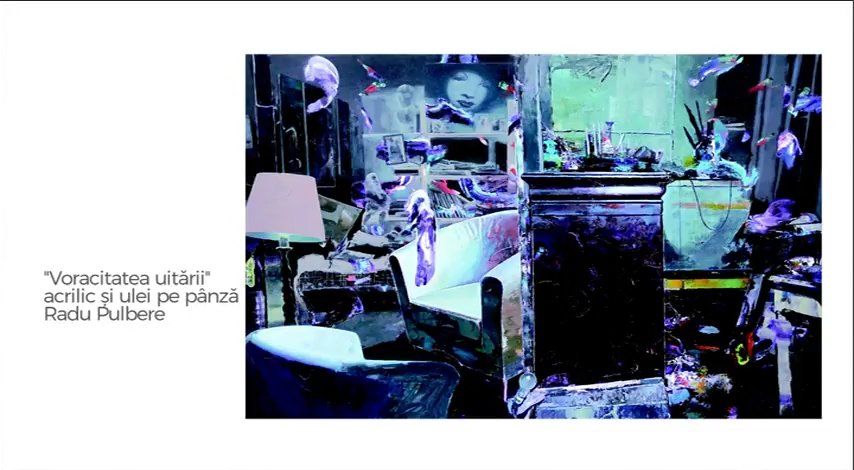 "Voracitatea uitării"
acrilic și ulei pe pânză
Radu Pulbere